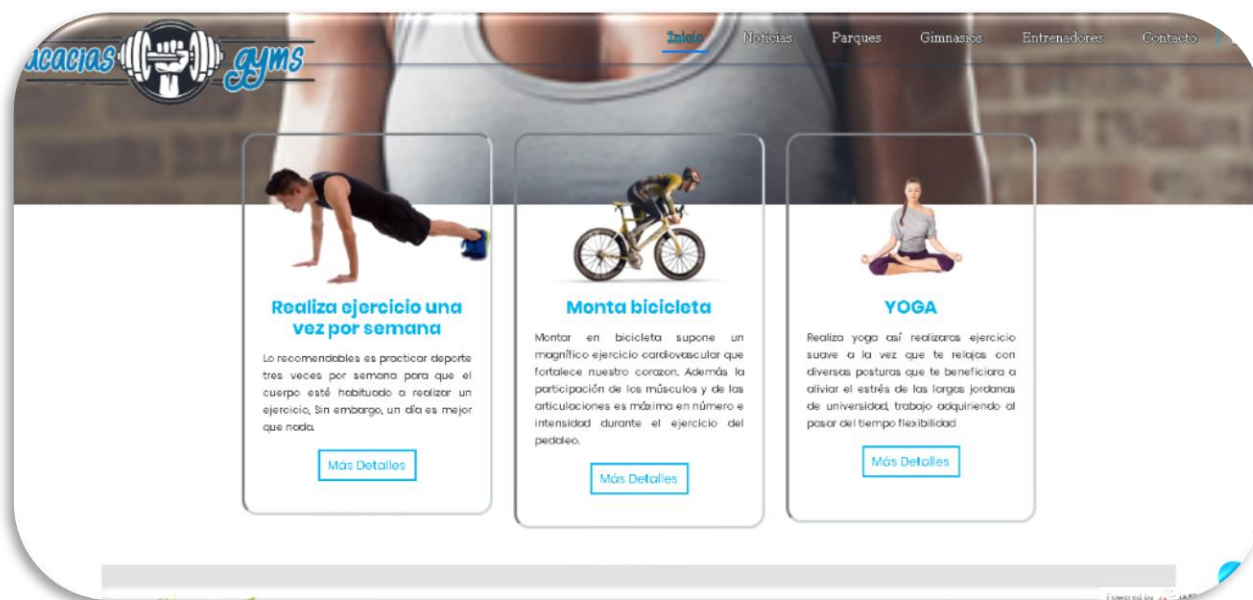 acacias gyms
Inicio Noticias Parques Gimnasios Entrenadores Contacto
Realiza ejercicio una
vez por semana
Lo recomendables es practicar deporte
tres veces por semana para que el
cuerpo esté habituado a realizar un
ejercicio, Sin embargo, un día es mejor
que nada.
Más Detalles
Monta bicicleta
Montar en bicicleta supone un
magnífico ejercicio cardiovascular que
fortalece nuestro corazon. Además la
participación de los músculos y de las
articulaciones es máxima en número e
intensidad durante el ejercicio del
pedaleo.
Más Detalles
YOGA
Realiza yoga así realizaras ejercicio
suave a la vez que te relajas con
diversas posturas que te beneficiara a
aliviar el estrés de las largas jordanas
de universidad, trabajo adquiriendo al
pasar del tiempo flexibilidad
Más Detalles
Powered by